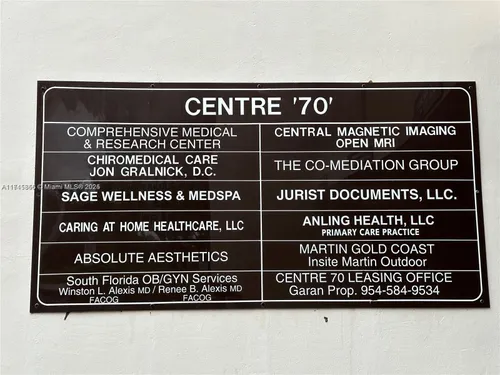 CENTRE '70'
COMPREHENSIVE MEDICAL
& RESEARCH CENTER
CHIROMEDICAL CARE
JON GRALNICK, D.C.
SAGE WELLNESS & MEDSPA
CARING AT HOME HEALTHCARE, LLC
ABSOLUTE AESTHETICS
South Florida OB/GYN Services
Winston L. Alexis MD / Renee B. Alexis MD
FACOG FACOG
CENTRAL MAGNETIC IMAGING
OPEN MRI
THE CO-MEDIATION GROUP
JURIST DOCUMENTS, LLC.
ANLING HEALTH, LLC
PRIMARY CARE PRACTICE
MARTIN GOLD COAST
Insite Martin Outdoor
CENTRE 70 LEASING OFFICE
Garan Prop. 954-584-9534
© Miami MLS®